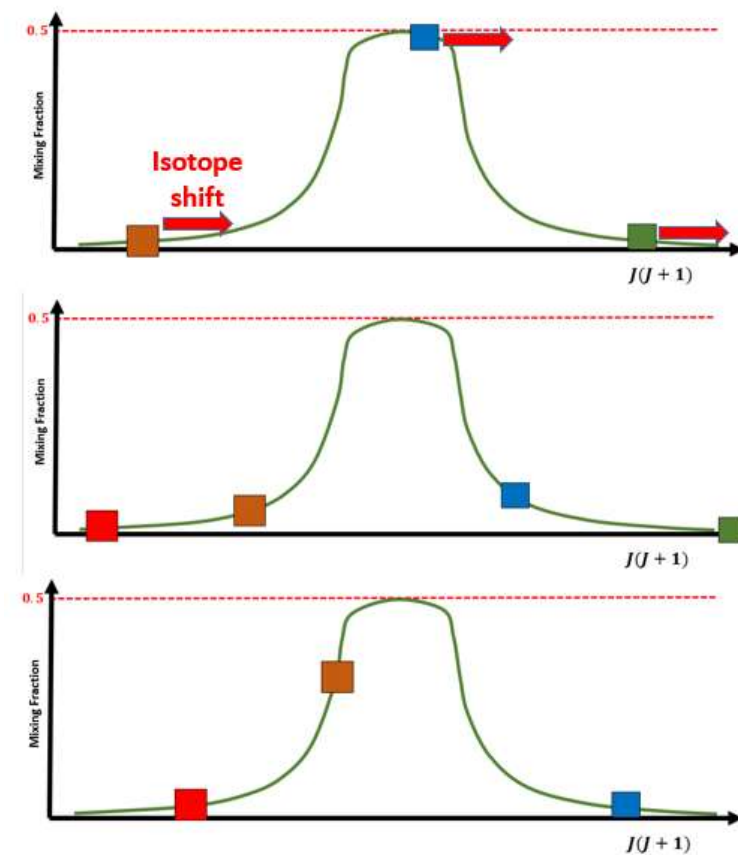 0.5
Mixing Fraction
Isotope
shift
J(J + 1)
0.5
Mixing Fraction
J(J + 1)
0.5
Mixing Fraction
J(J + 1)